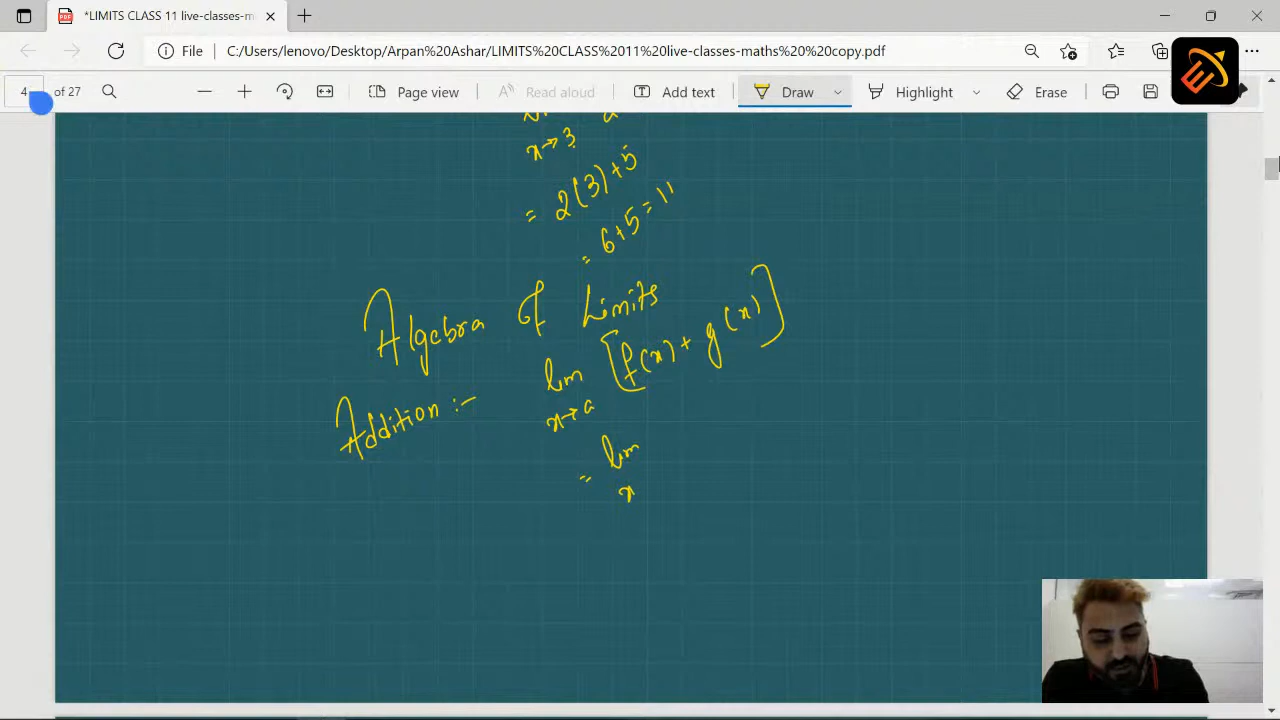 *LIMITS CLASS 11 live-classes-m
File C:/Users/lenovo/Desktop/Arpan%20Ashar/LIMITS%20CLASS%2011%20live-classes-maths%20%20copy.pdf
4 of 27 Page view Read aloud Add text Draw Highlight Erase
x→3
= 2(3)+5
= 6+5=11
Algebra of Limits
Addition :- lim [f(x)+g(x)]
x→a
= lim
x